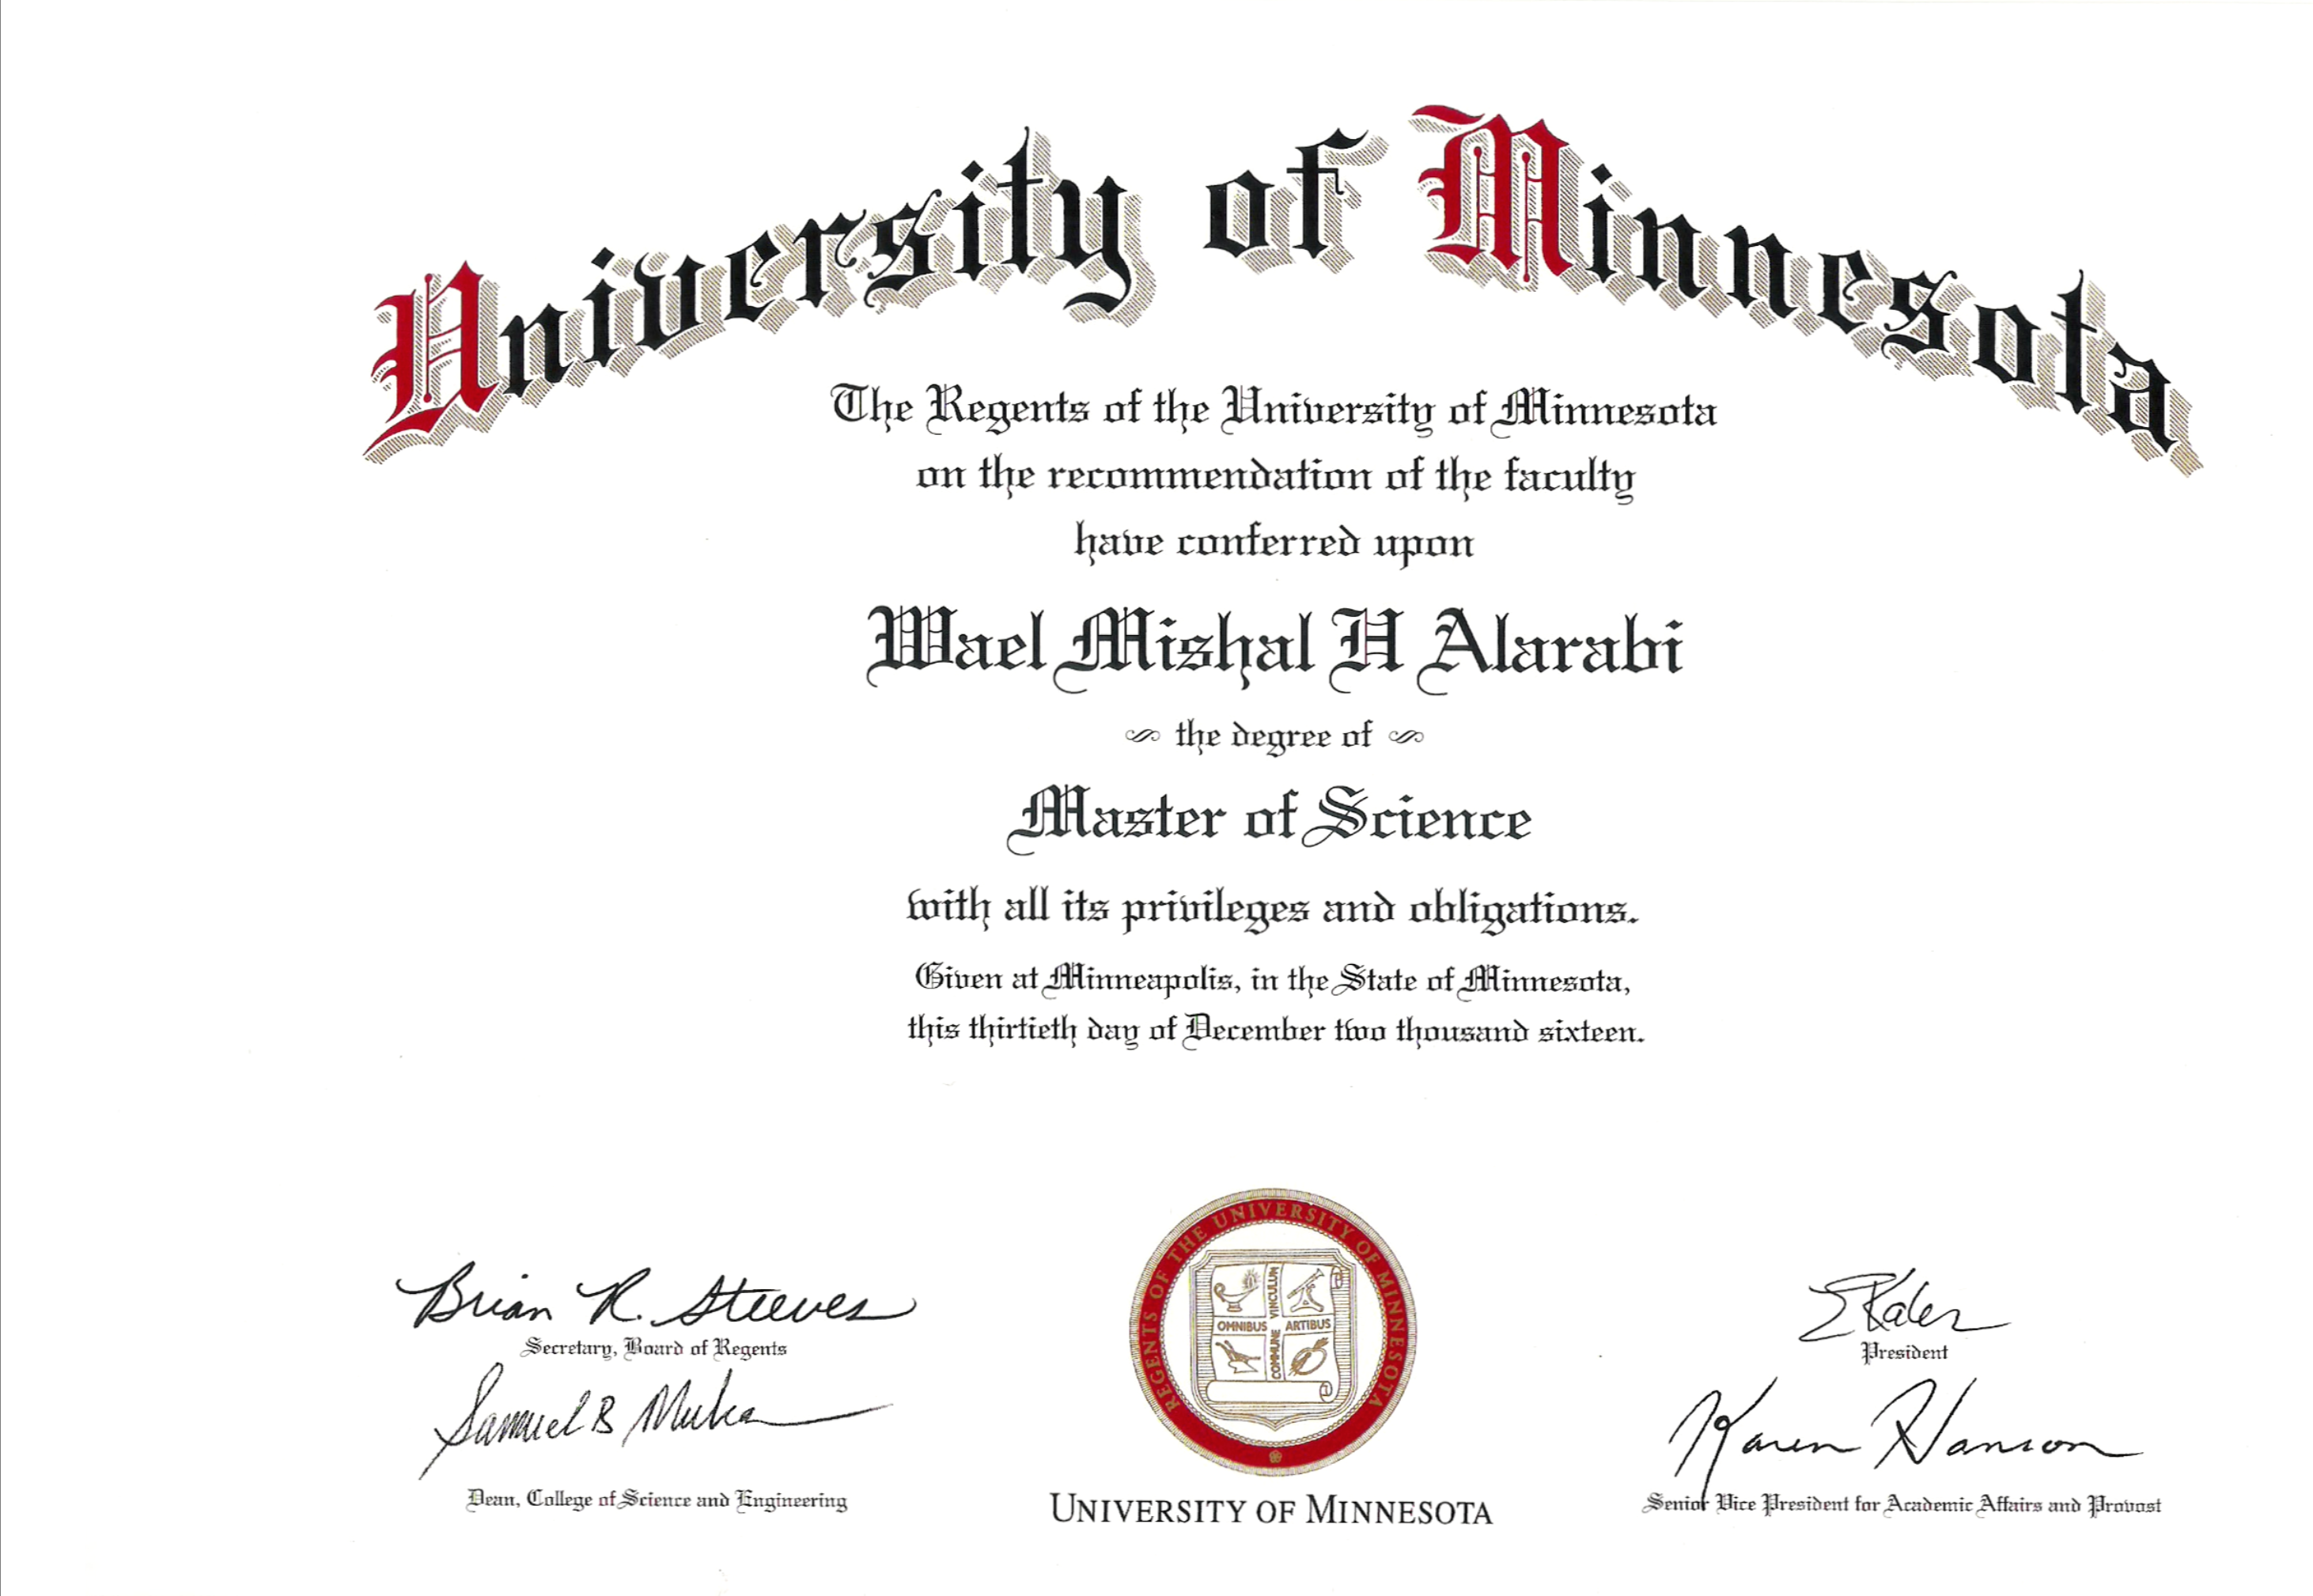 University of Minnesota
The Regents of the University of Minnesota
on the recommendation of the faculty
have conferred upon
Wael Mishal H Alarabi
the degree of
Master of Science
with all its privileges and obligations.
Given at Minneapolis, in the State of Minnesota,
this thirtieth day of December two thousand sixteen.
Brian R. Steeves
Secretary, Board of Regents
Samuel B
Dean, College of Science and Engineering
REGENTS OF THE UNIVERSITY OF MINNESOTA
OMNIBUS ARTIBUS
COMMUNE VINCULUM
UNIVERSITY OF MINNESOTA
EKaler
President
Karen Hanson
Senior Vice President for Academic Affairs and Provost